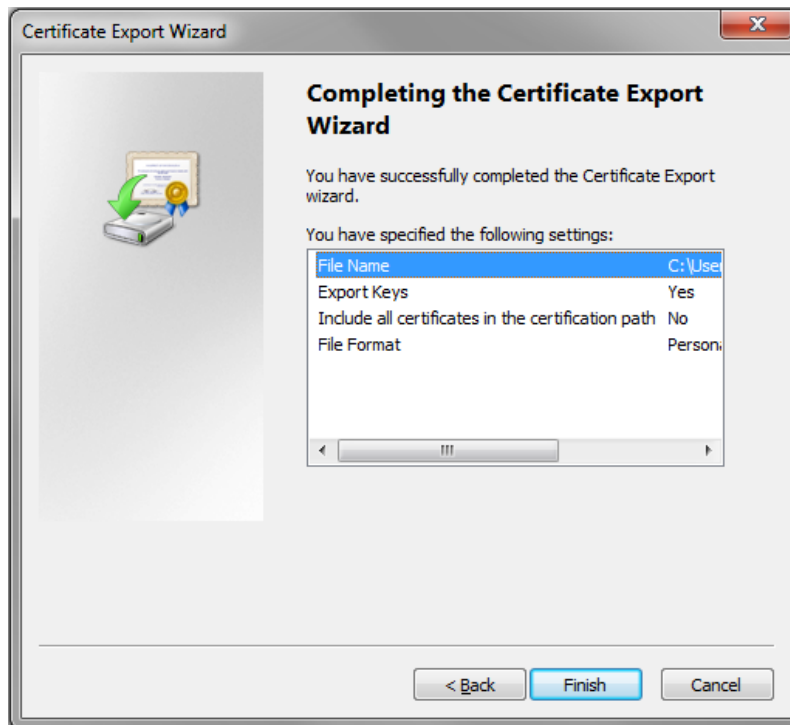 Certificate Export Wizard
X
Completing the Certificate Export
Wizard
You have successfully completed the Certificate Export
wizard.
You have specified the following settings:
File Name C:\User
Export Keys Yes
Include all certificates in the certification path No
File Format Persona
< Back Finish Cancel